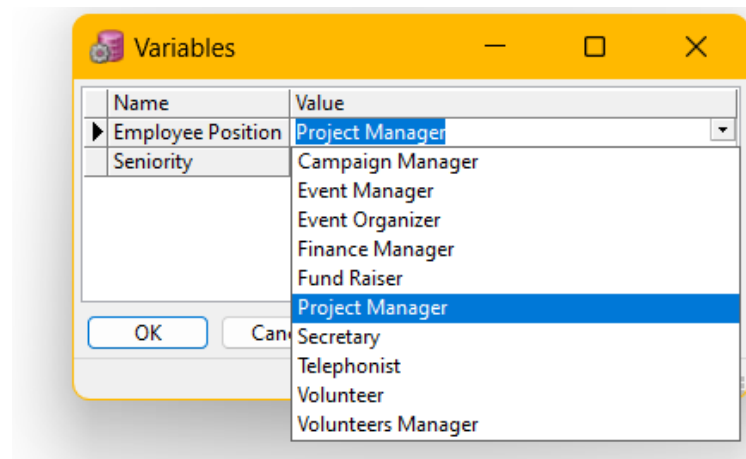 Variables
Name Value
Employee Position Project Manager
Seniority
Campaign Manager
Event Manager
Event Organizer
Finance Manager
Fund Raiser
Project Manager
Secretary
Telephonist
Volunteer
Volunteers Manager
OK Can